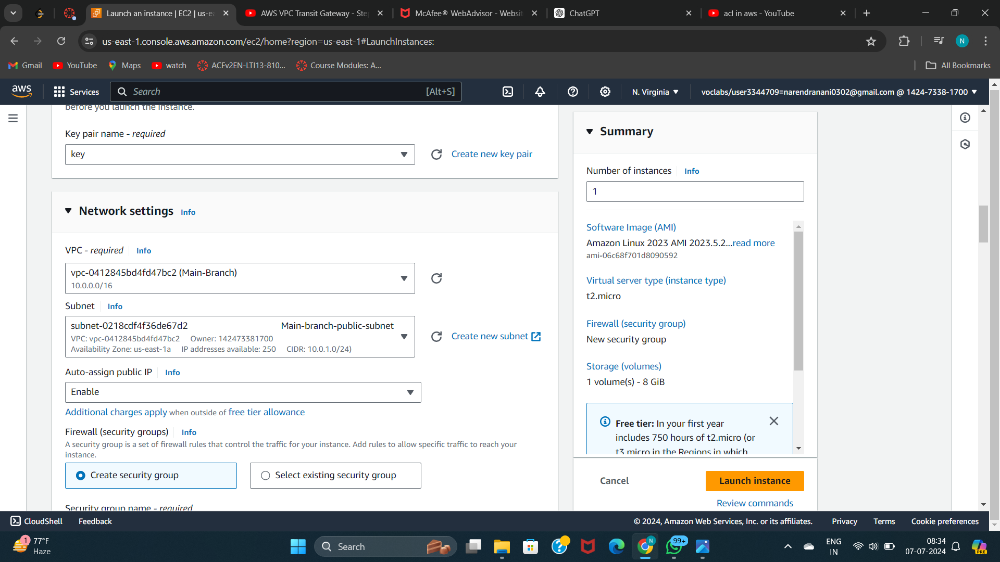 Launch an instance | EC2 | us-ea
AWS VPC Transit Gateway - Ste
McAfee® WebAdvisor - Websit
ChatGPT
acl in aws - YouTube
us-east-1.console.aws.amazon.com/ec2/home?region=us-east-1#LaunchInstances:
N
Gmail
YouTube
Maps
watch
ACFv2EN-LTI13-810...
Course Modules: A...
All Bookmarks
aws
Services
Search
[Alt+S]
N. Virginia
voclabs/user3344709=narendranani0302@gmail.com @ 1424-7338-1700
before you launch the instance.
Key pair name - required
key
Create new key pair
Network settings Info
VPC - required Info
vpc-0412845bd4fd47bc2 (Main-Branch)
10.0.0.0/16
Subnet Info
subnet-0218cdf4f36de67d2 Main-branch-public-subnet
VPC: vpc-0412845bd4fd47bc2 Owner: 142473381700
Availability Zone: us-east-1a IP addresses available: 250 CIDR: 10.0.1.0/24)
Create new subnet
Auto-assign public IP Info
Enable
Additional charges apply when outside of free tier allowance
Firewall (security groups) Info
A security group is a set of firewall rules that control the traffic for your instance. Add rules to allow specific traffic to reach your
instance.
Create security group
Select existing security group
Security group name - required
Summary
Number of instances Info
1
Software Image (AMI)
Amazon Linux 2023 AMI 2023.5.2...read more
ami-06c68f701d8090592
Virtual server type (instance type)
t2.micro
Firewall (security group)
New security group
Storage (volumes)
1 volume(s) - 8 GiB
Free tier: In your first year
includes 750 hours of t2.micro (or
t3.micro in the Regions in which
Cancel
Launch instance
Review commands
CloudShell
Feedback
© 2024, Amazon Web Services, Inc. or its affiliates.
Privacy
Terms
Cookie preferences
1
77°F
Haze
Search
N
99+
ENG
IN
08:34
07-07-2024
PRE